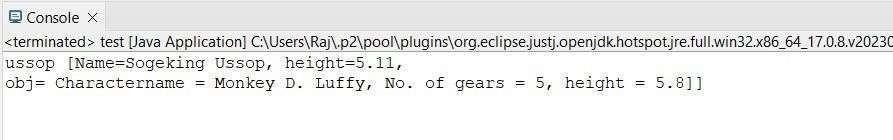 Console
<terminated> test [Java Application] C:\Users\Raj\.p2\pool\plugins\org.eclipse.justj.openjdk.hotspot.jre.full.win32.x86_64_17.0.8.v20230
ussop [Name=Sogeking Ussop, height=5.11,
obj= Charactername = Monkey D. Luffy, No. of gears = 5, height = 5.8]]